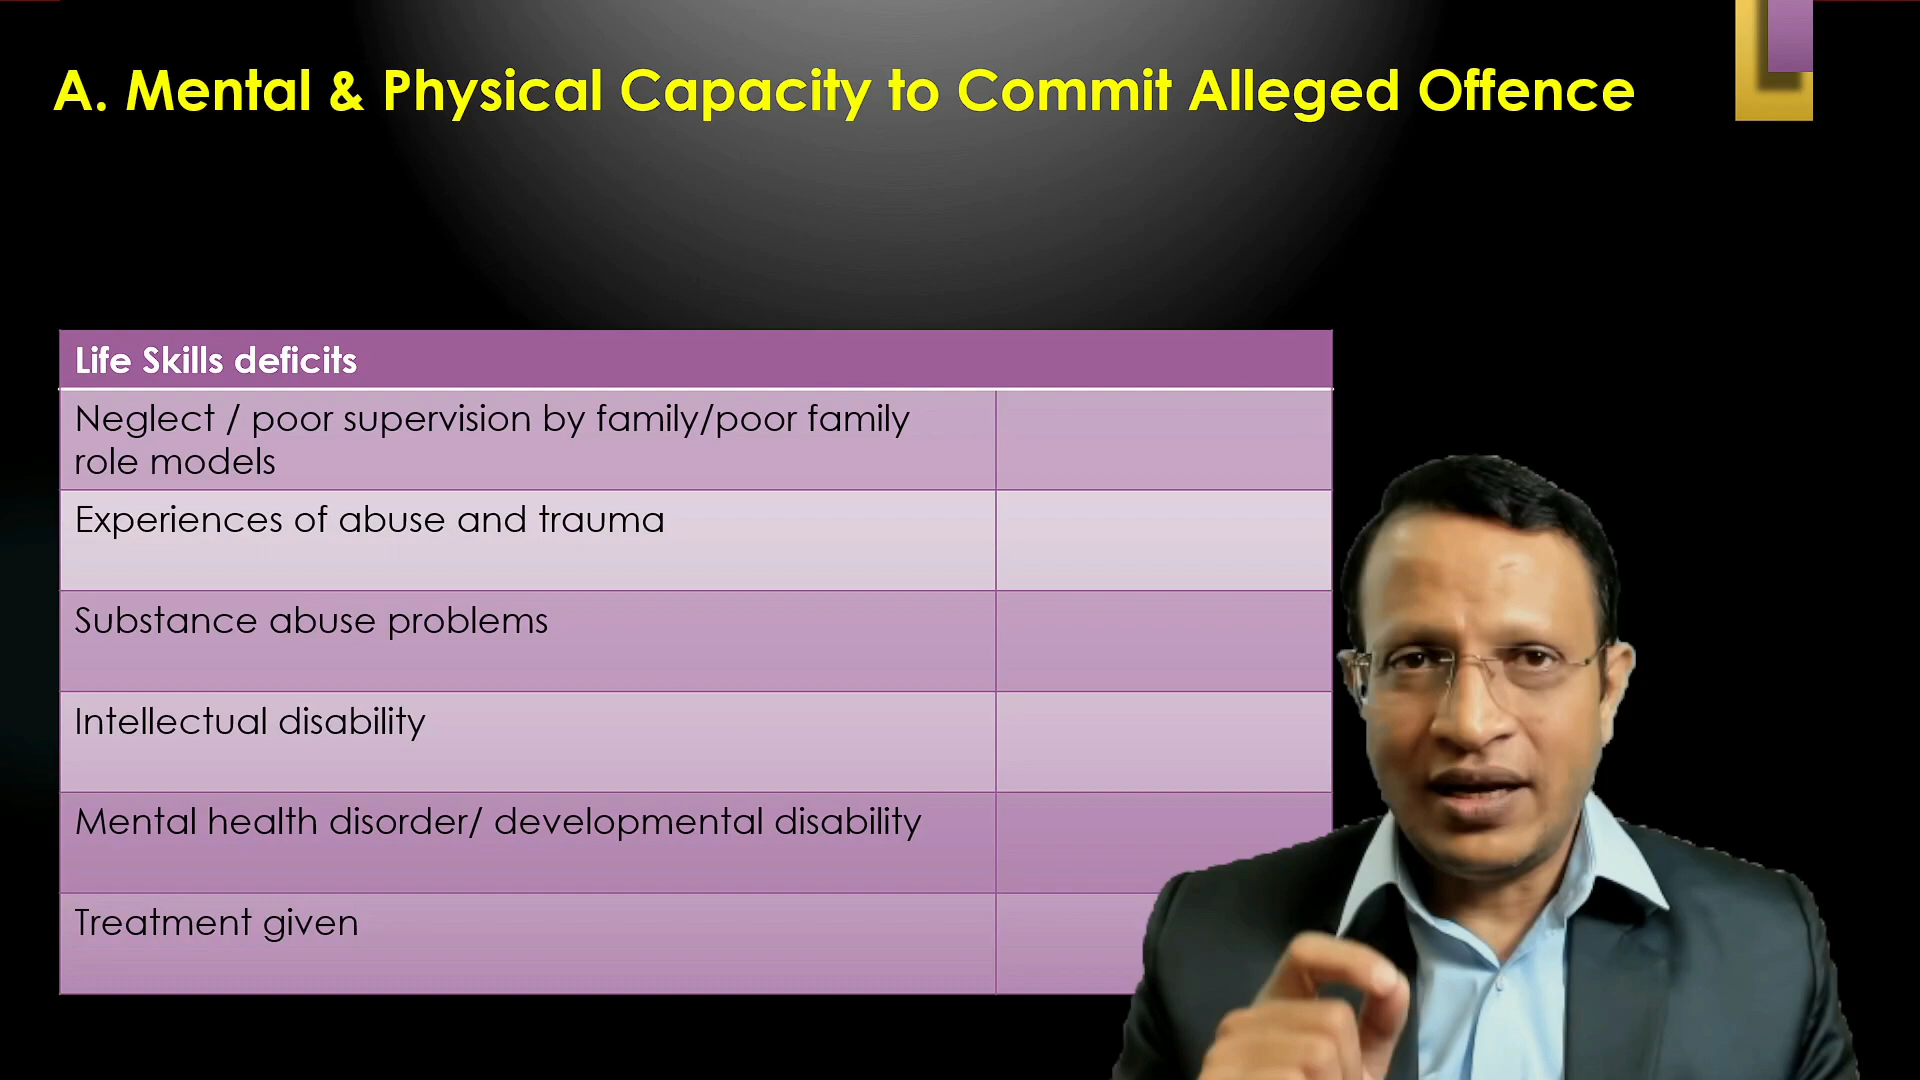 A. Mental & Physical Capacity to Commit Alleged Offence
Life Skills deficits
Neglect / poor supervision by family/poor family
role models
Experiences of abuse and trauma
Substance abuse problems
Intellectual disability
Mental health disorder/ developmental disability
Treatment given